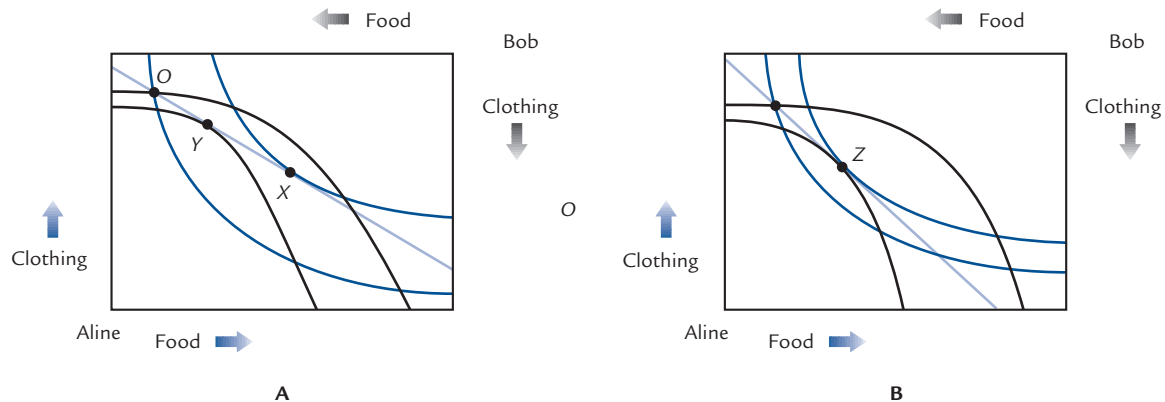 Food
Bob
Clothing
O
Y
X
Clothing
Aline
Food
A
Food
Bob
Clothing
O
Z
Clothing
Aline
Food
B